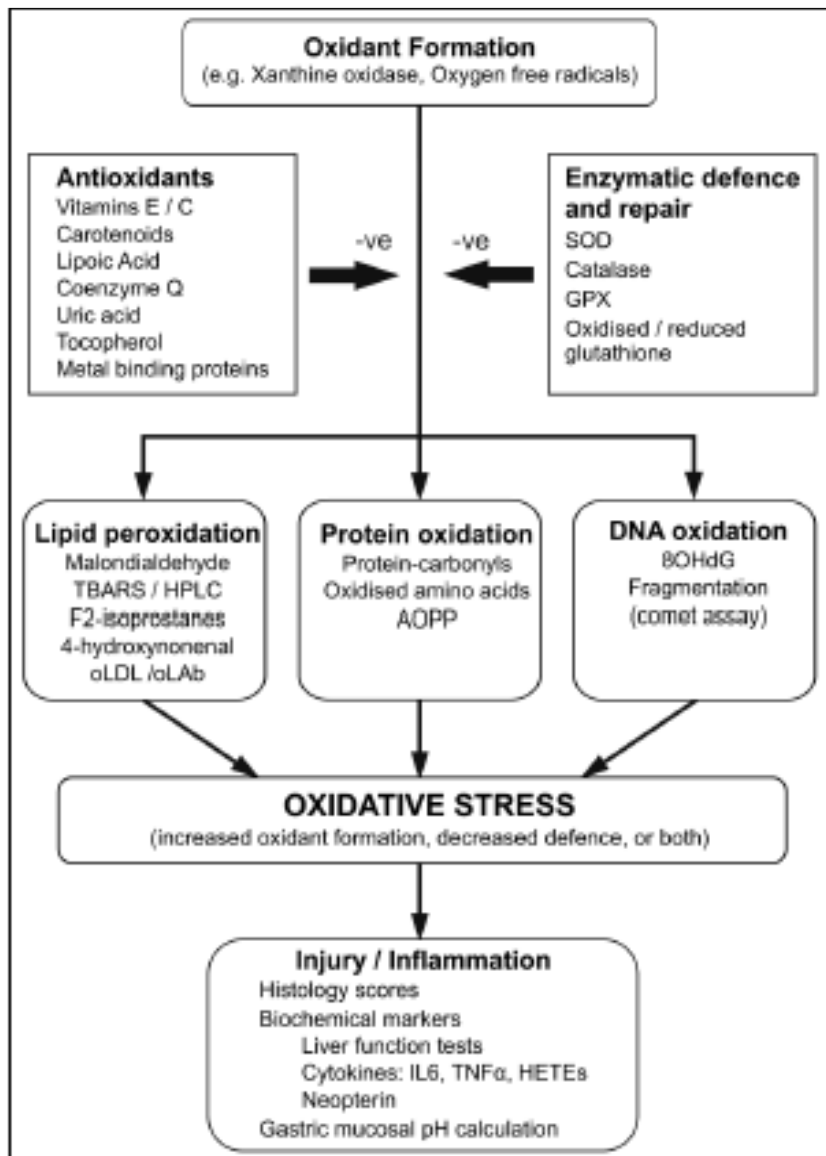 Oxidant Formation
(e.g. Xanthine oxidase, Oxygen free radicals)
Antioxidants
Vitamins E / C
Carotenoids
Lipoic Acid
Coenzyme Q
Uric acid
Tocopherol
Metal binding proteins
-ve
-ve
Enzymatic defence
and repair
SOD
Catalase
GPX
Oxidised / reduced
glutathione
Lipid peroxidation
Malondialdehyde
TBARS / HPLC
F2-isoprostanes
4-hydroxynonenal
oLDL /oLAb
Protein oxidation
Protein-carbonyls
Oxidised amino acids
AOPP
DNA oxidation
8OHdG
Fragmentation
(comet assay)
OXIDATIVE STRESS
(increased oxidant formation, decreased defence, or both)
Injury / Inflammation
Histology scores
Biochemical markers
Liver function tests
Cytokines: IL6, TNFα, HETEs
Neopterin
Gastric mucosal pH calculation